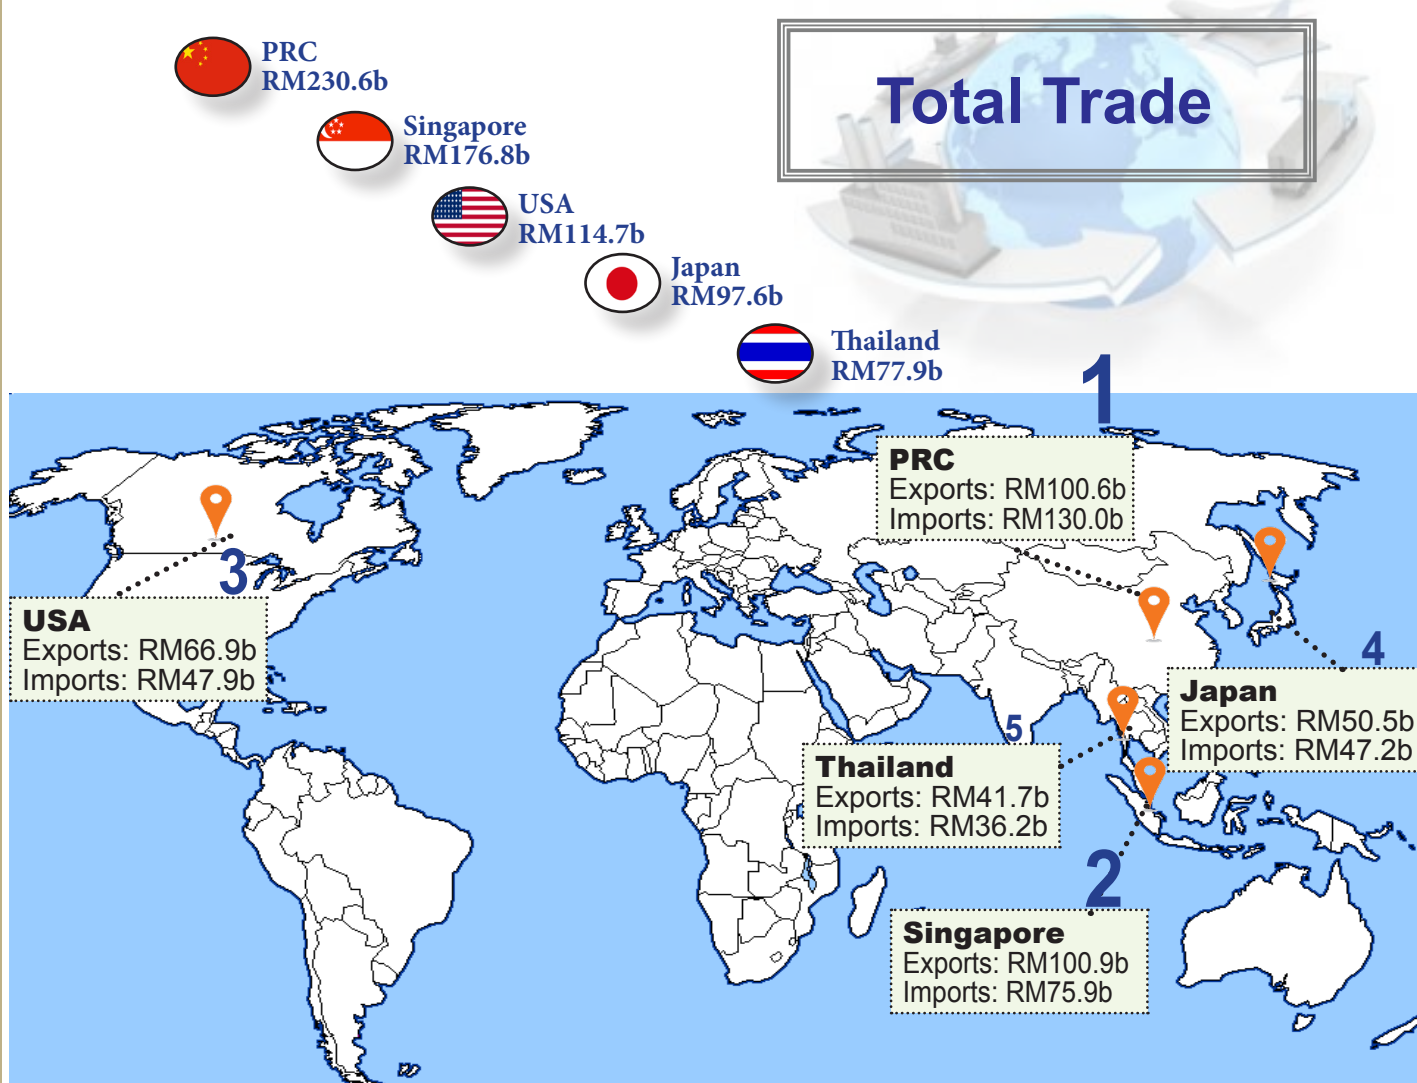 Total Trade
PRC
RM230.6b
Singapore
RM176.8b
USA
RM114.7b
Japan
RM97.6b
Thailand
RM77.9b
1
PRC
Exports: RM100.6b
Imports: RM130.0b
3
USA
Exports: RM66.9b
Imports: RM47.9b
4
Japan
Exports: RM50.5b
Imports: RM47.2b
5
Thailand
Exports: RM41.7b
Imports: RM36.2b
2
Singapore
Exports: RM100.9b
Imports: RM75.9b